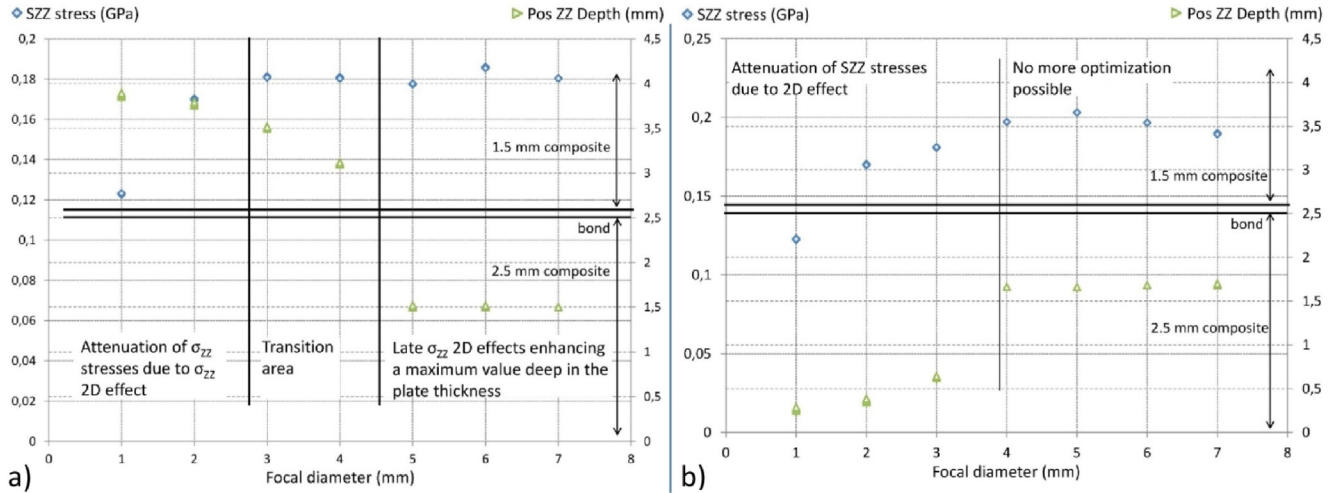 SZZ stress (GPa)
Pos ZZ Depth (mm)
0,2
0,18
0,16
0,14
0,12
0,1
0,08
0,06
0,04
0,02
0
4,5
4
3,5
3
2,5
2
1,5
1
0,5
0
0
1
2
3
4
5
6
7
8
1.5 mm composite
bond
2.5 mm composite
Attenuation of σzz
stresses due to σzz
2D effect
Transition
area
Late σzz 2D effects enhancing
a maximum value deep in the
plate thickness
Focal diameter (mm)
a)
SZZ stress (GPa)
Pos ZZ Depth (mm)
0,25
0,2
0,15
0,1
0,05
0
4,5
4
3,5
3
2,5
2
1,5
1
0,5
0
0
1
2
3
4
5
6
7
8
Attenuation of SZZ stresses
due to 2D effect
No more optimization
possible
1.5 mm composite
bond
2.5 mm composite
Focal diameter (mm)
b)